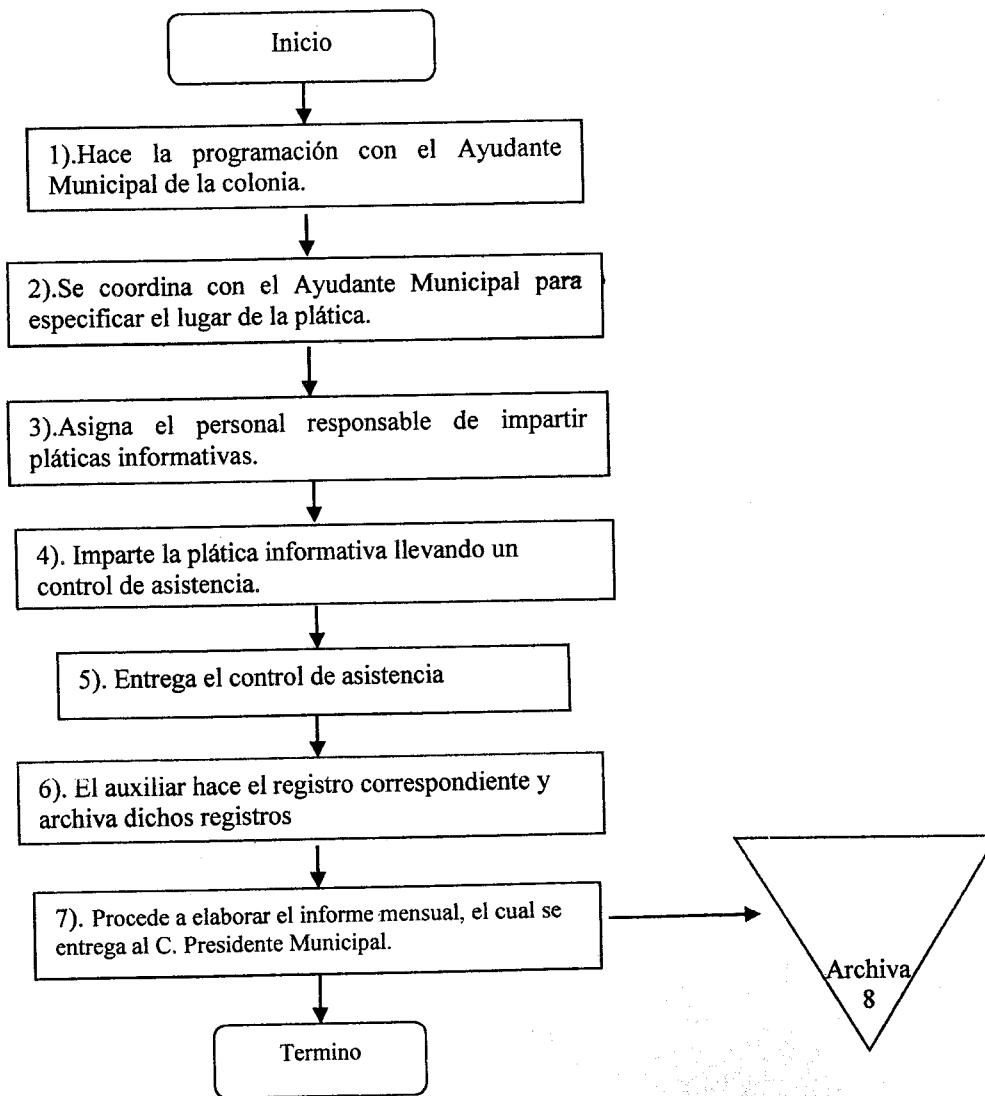 Inicio
1).Hace la programación con el Ayudante
Municipal de la colonia.
2).Se coordina con el Ayudante Municipal para
especificar el lugar de la plática.
3).Asigna el personal responsable de impartir
pláticas informativas.
4). Imparte la plática informativa llevando un
control de asistencia.
5). Entrega el control de asistencia
6). El auxiliar hace el registro correspondiente y
archiva dichos registros
7). Procede a elaborar el informe mensual, el cual se
entrega al C. Presidente Municipal.
Archiva
8
Termino